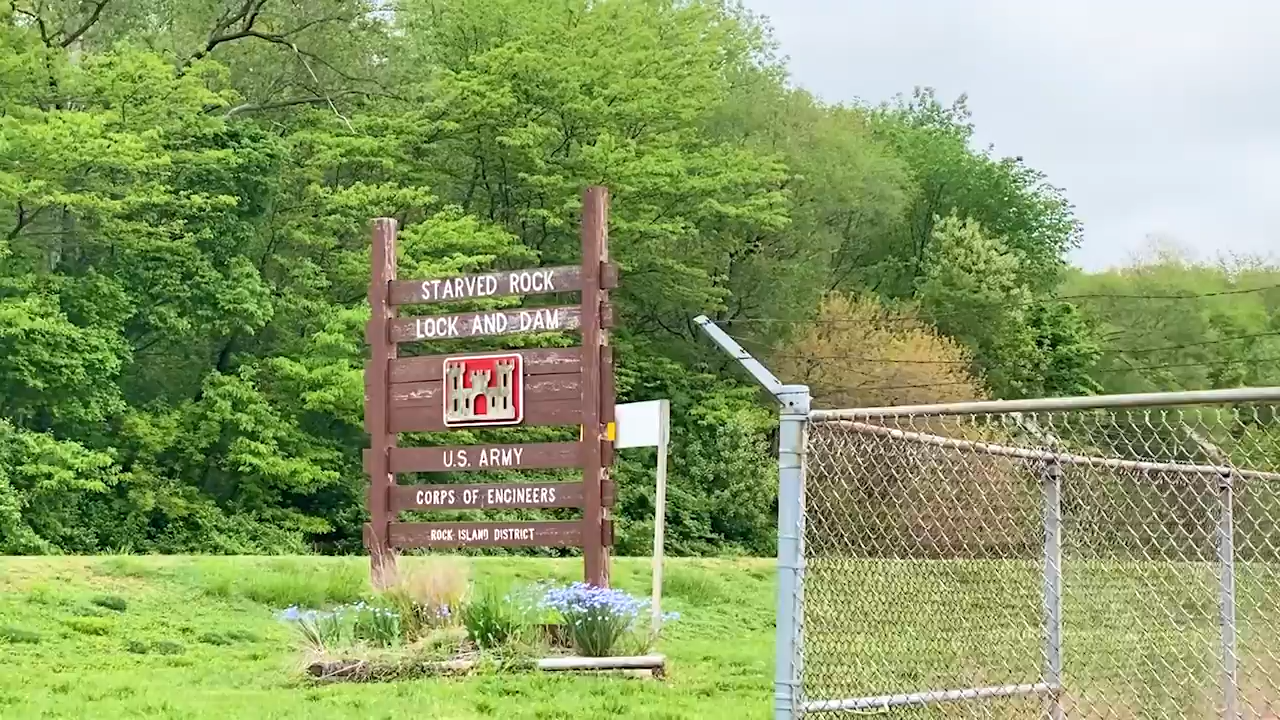 STARVED ROCK
LOCK AND DAM
U.S. ARMY
CORPS OF ENGINEERS
ROCK ISLAND DISTRICT